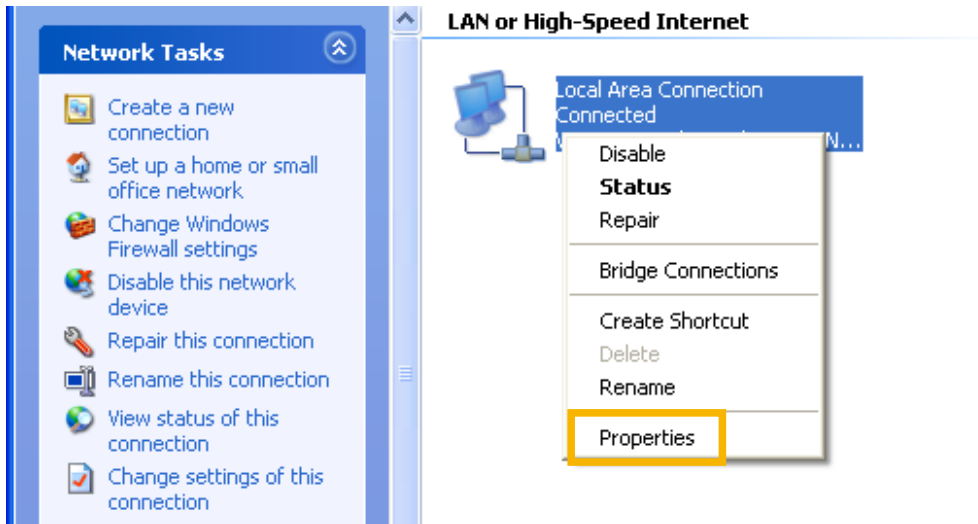 Network Tasks
Create a new
connection
Set up a home or small
office network
Change Windows
Firewall settings
Disable this network
device
Repair this connection
Rename this connection
View status of this
connection
Change settings of this
connection
LAN or High-Speed Internet
Local Area Connection
Connected
N...
Disable
Status
Repair
Bridge Connections
Create Shortcut
Delete
Rename
Properties